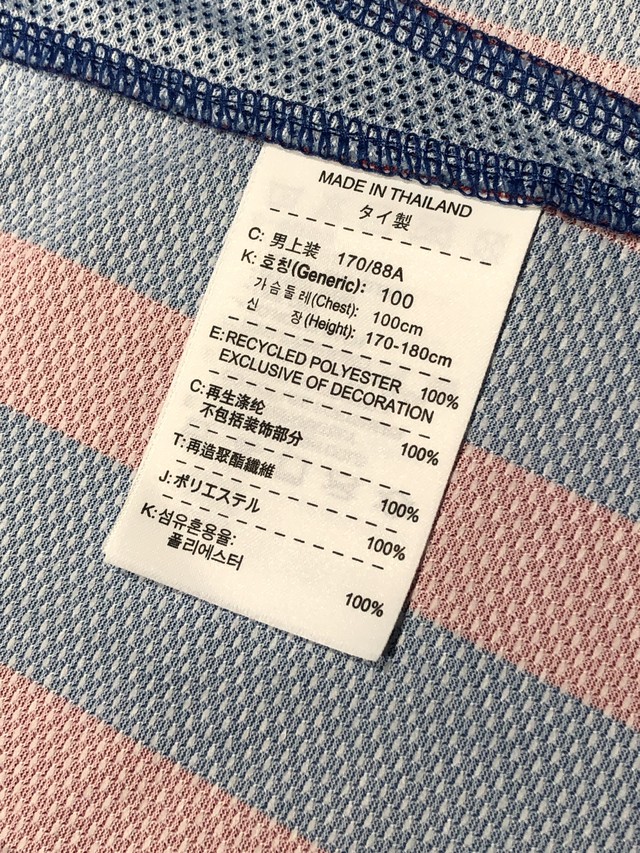 MADE IN THAILAND
タイ製
C: 男上装 170/88A
K: 호칭(Generic): 100
가슴둘레(Chest): 100cm
신 장(Height): 170-180cm
E: RECYCLED POLYESTER 100%
EXCLUSIVE OF DECORATION
C: 再生涤纶 100%
不包括装饰部分
T: 再造聚酯纖維 100%
J: ポリエステル 100%
K: 섬유혼용율:
폴리에스터 100%